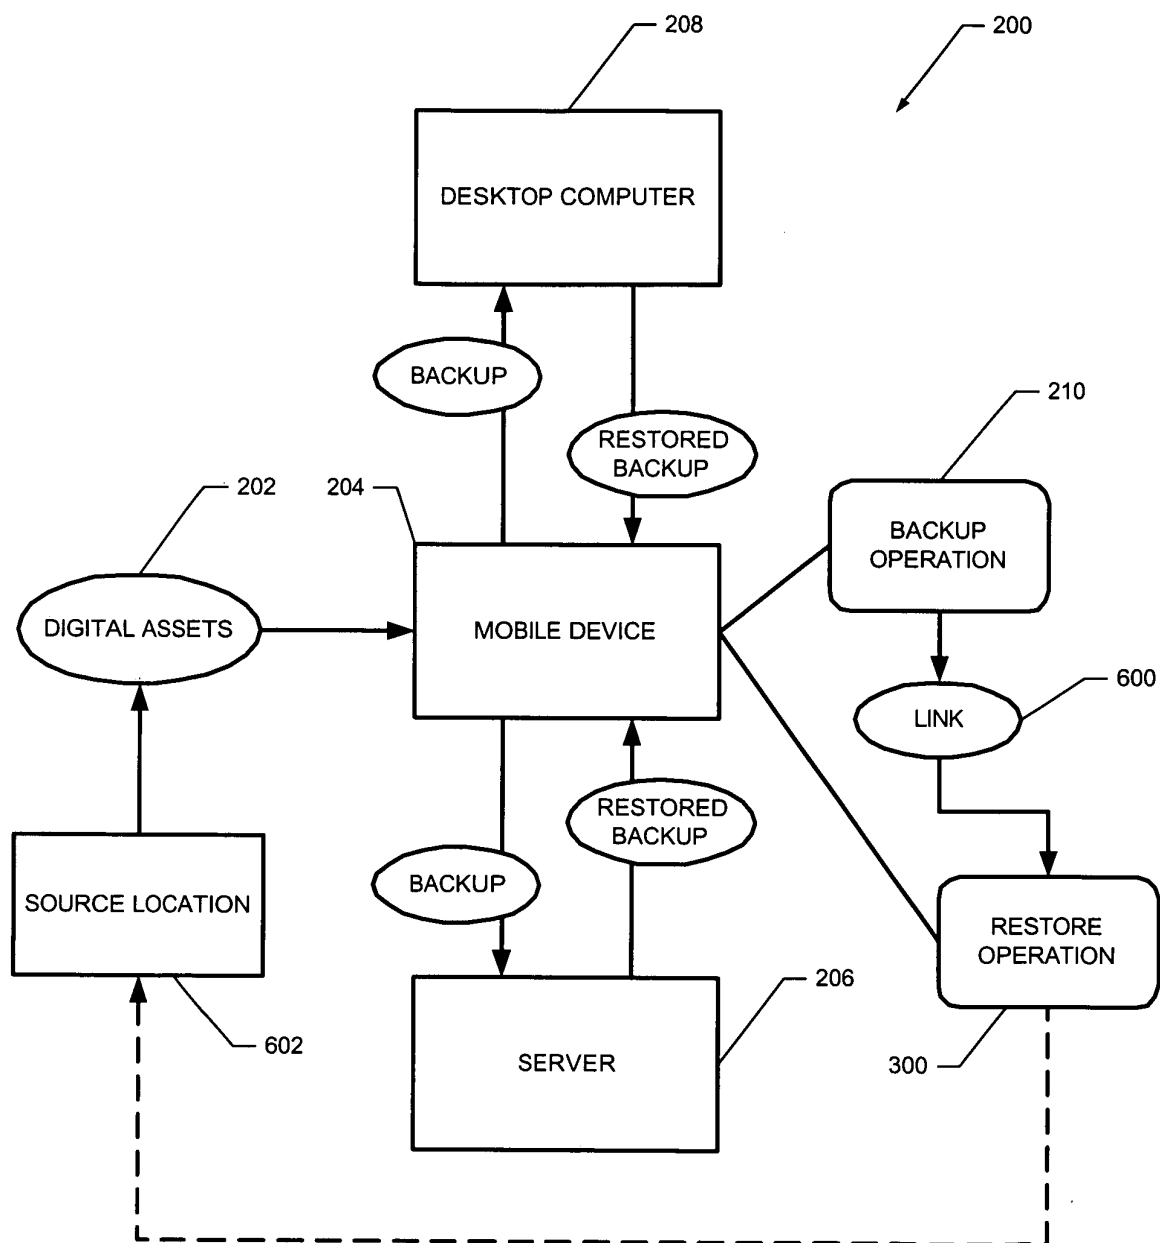 208
200
DESKTOP COMPUTER
BACKUP
RESTORED
BACKUP
210
202
204
BACKUP
OPERATION
DIGITAL ASSETS
MOBILE DEVICE
600
LINK
RESTORED
BACKUP
BACKUP
SOURCE LOCATION
RESTORE
OPERATION
206
602
SERVER
300